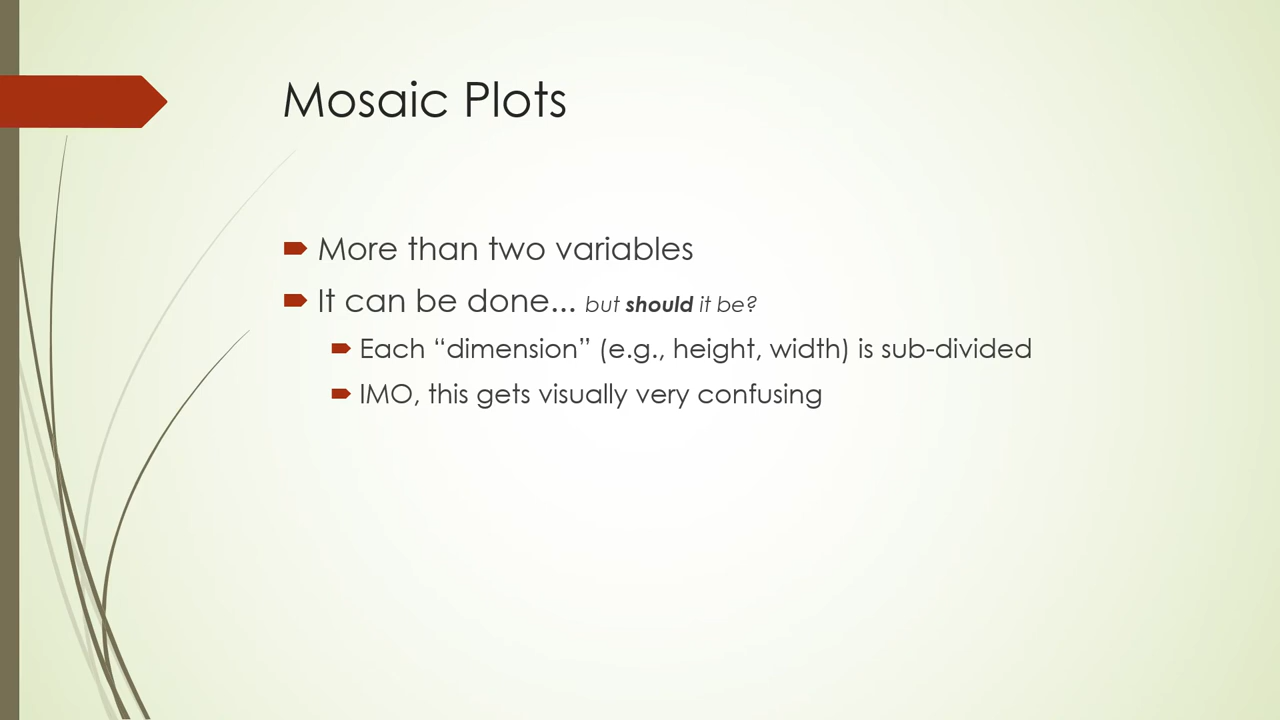 Mosaic Plots
More than two variables
It can be done... but should it be?
Each “dimension” (e.g., height, width) is sub-divided
IMO, this gets visually very confusing